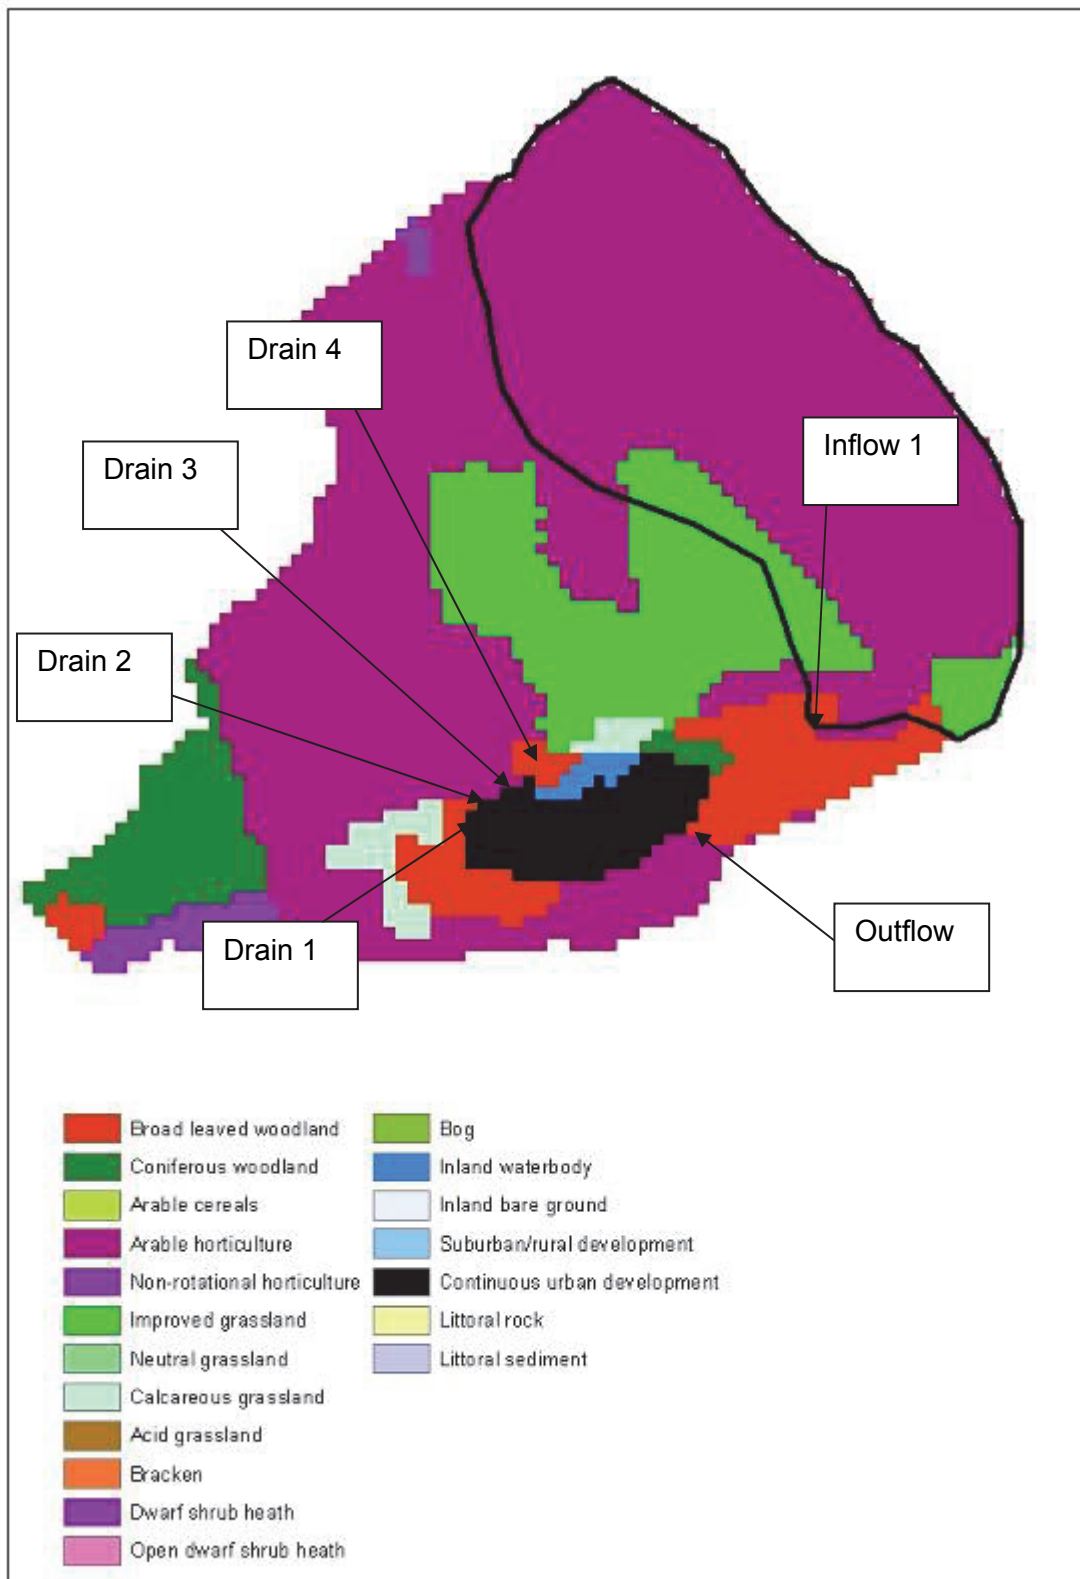 Drain 4
Inflow 1
Drain 3
Drain 2
Drain 1
Outflow
Broad leaved woodland
Coniferous woodland
Arable cereals
Arable horticulture
Non-rotational horticulture
Improved grassland
Neutral grassland
Calcareous grassland
Acid grassland
Bracken
Dwarf shrub heath
Open dwarf shrub heath
Bog
Inland waterbody
Inland bare ground
Suburban/rural development
Continuous urban development
Littoral rock
Littoral sediment